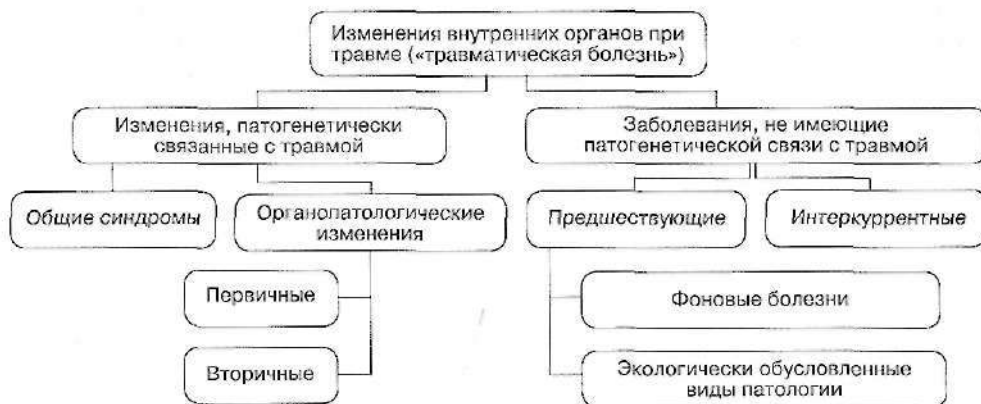 Изменения внутренних органов при
травме («травматическая болезнь»)
Изменения, патогенетически
связанные с травмой
Заболевания, не имеющие
патогенетической связи с травмой
Общие синдромы
Органопатологические
изменения
Предшествующие
Интеркуррентные
Первичные
Фоновые болезни
Вторичные
Экологически обусловленные
виды патологии